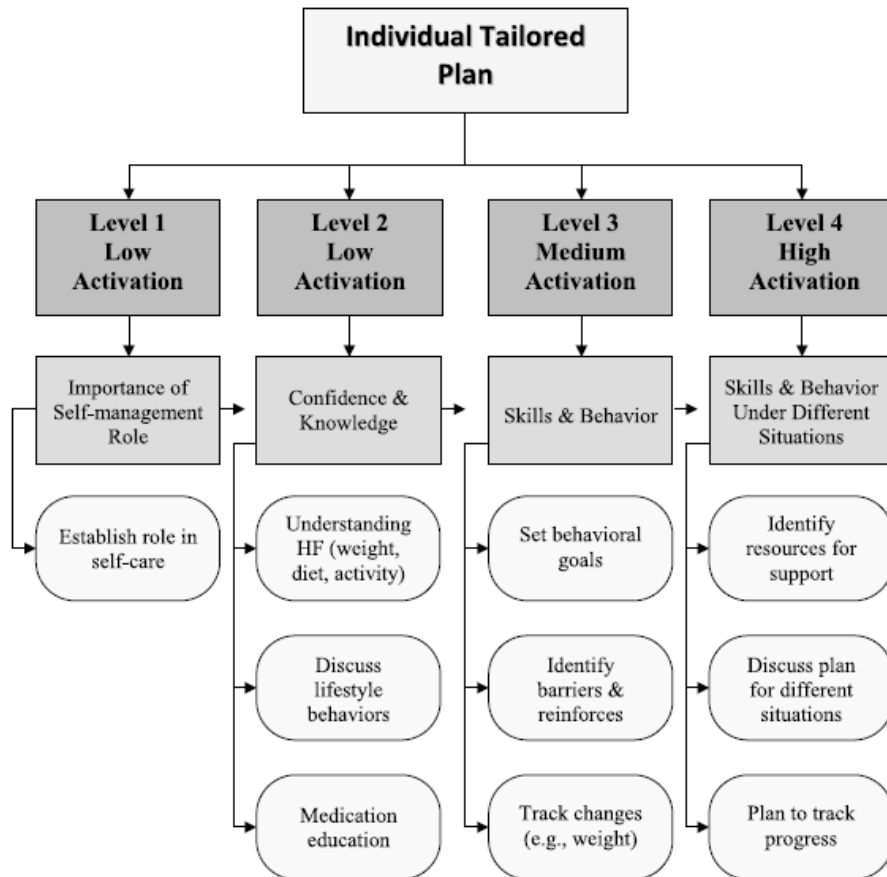 Individual Tailored
Plan
Level 1
Low
Activation
Level 2
Low
Activation
Level 3
Medium
Activation
Level 4
High
Activation
Importance of
Self-management
Role
Confidence &
Knowledge
Skills & Behavior
Skills & Behavior
Under Different
Situations
Establish role in
self-care
Understanding
HF (weight,
diet, activity)
Set behavioral
goals
Identify
resources for
support
Discuss
lifestyle
behaviors
Identify
barriers &
reinforces
Discuss plan
for different
situations
Medication
education
Track changes
(e.g., weight)
Plan to track
progress